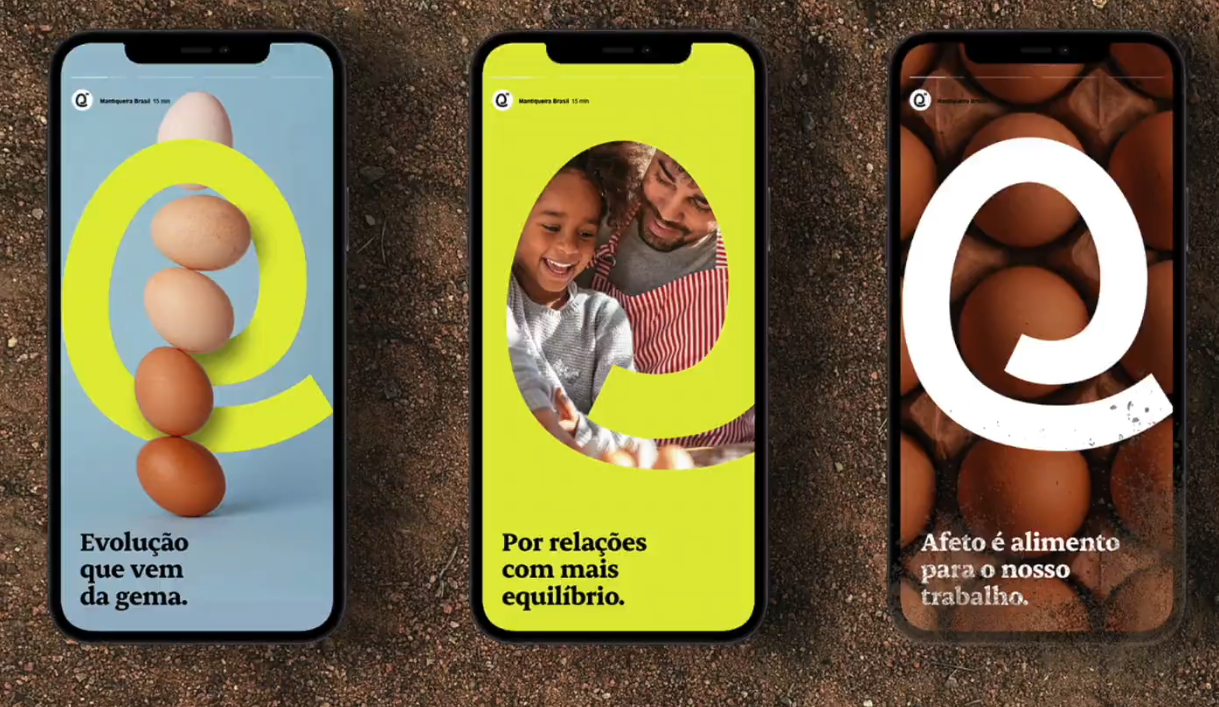 Mantiqueira Brasil 15 min
Evolução
que vem
da gema.
Mantiqueira Brasil 15 min
Por relações
com mais
equilíbrio.
Mantiqueira Brasil
Afeto é alimento
para o nosso
trabalho.